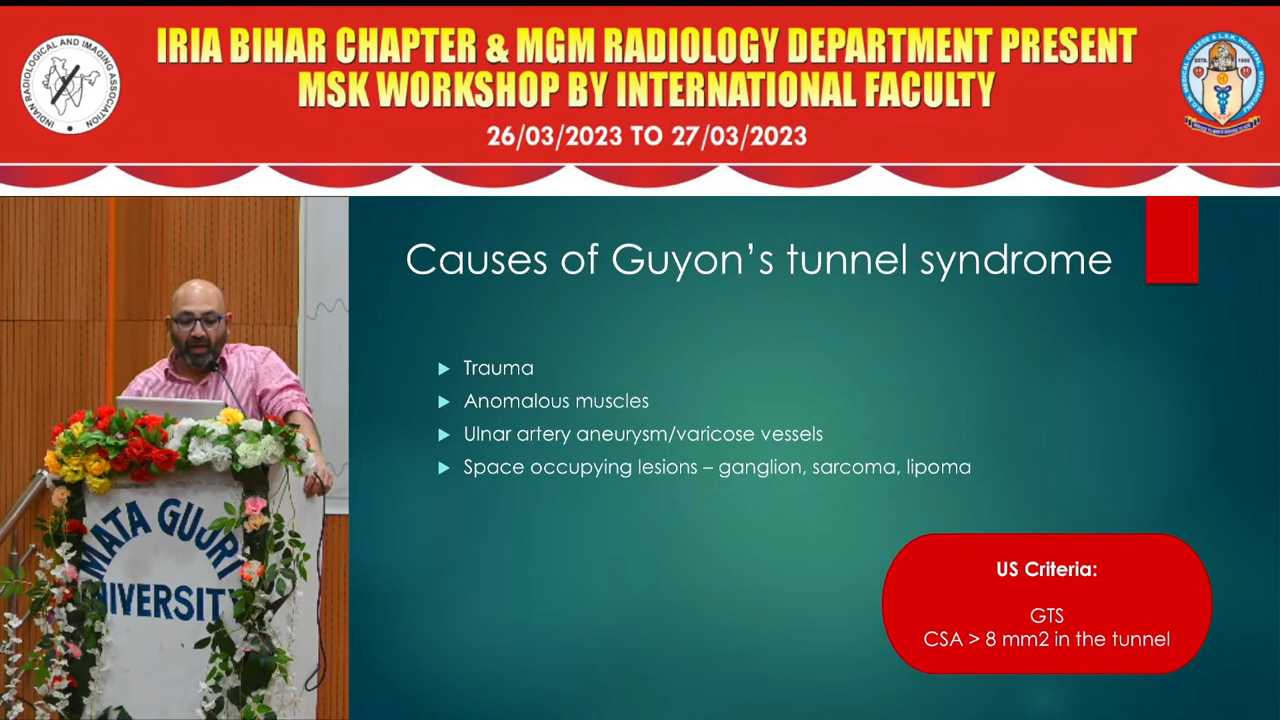 IRIA BIHAR CHAPTER & MGM RADIOLOGY DEPARTMENT PRESENT
MSK WORKSHOP BY INTERNATIONAL FACULTY
26/03/2023 TO 27/03/2023
INDIAN RADIOLOGICAL AND IMAGING ASSOCIATION
Causes of Guyon's tunnel syndrome
Trauma
Anomalous muscles
Ulnar artery aneurysm/varicose vessels
Space occupying lesions – ganglion, sarcoma, lipoma
US Criteria:
GTS
CSA > 8 mm2 in the tunnel
MATA GUJRI
UNIVERSITY